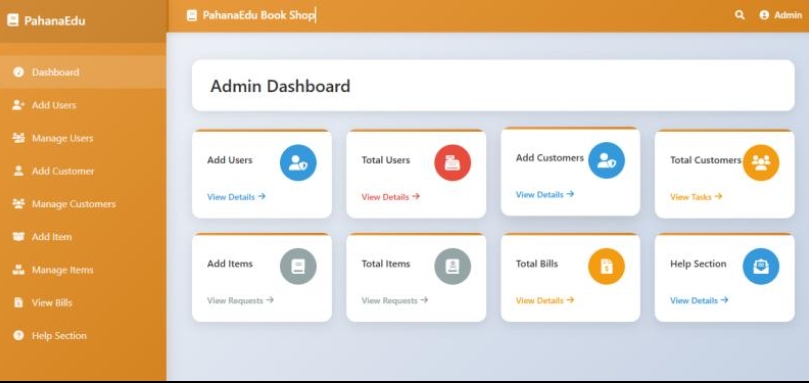 PahanaEdu
Dashboard
Add Users
Manage Users
Add Customer
Manage Customers
Add Item
Manage Items
View Bills
Help Section
PahanaEdu Book Shop
Admin
Admin Dashboard
Add Users
View Details →
Total Users
View Details →
Add Customers
View Details →
Total Customers
View Tasks →
Add Items
View Requests →
Total Items
View Requests →
Total Bills
View Details →
Help Section
View Details →